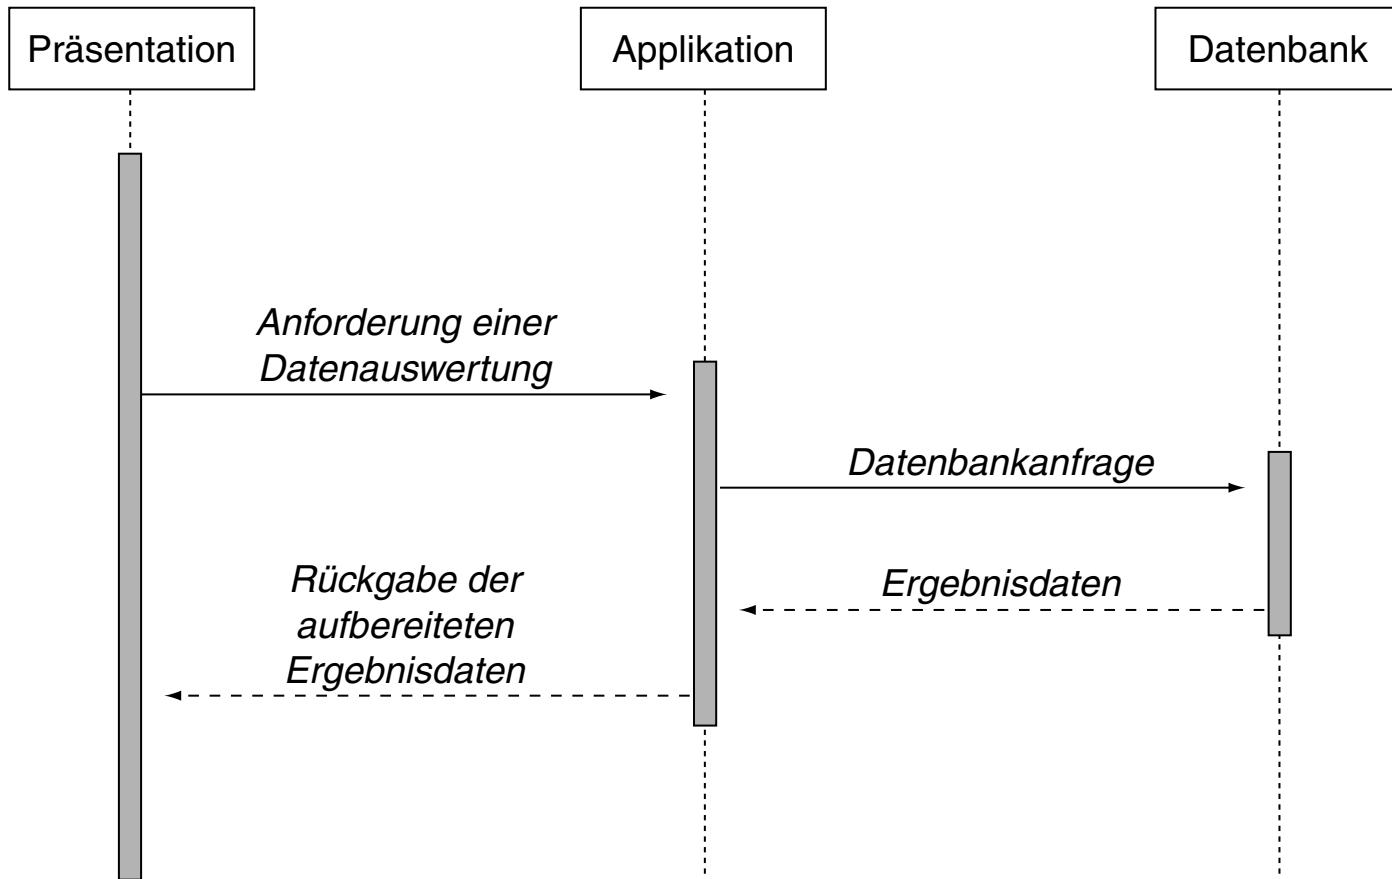 Präsentation
Applikation
Datenbank
Anforderung einer
Datenauswertung
Datenbankanfrage
Ergebnisdaten
Rückgabe der
aufbereiteten
Ergebnisdaten